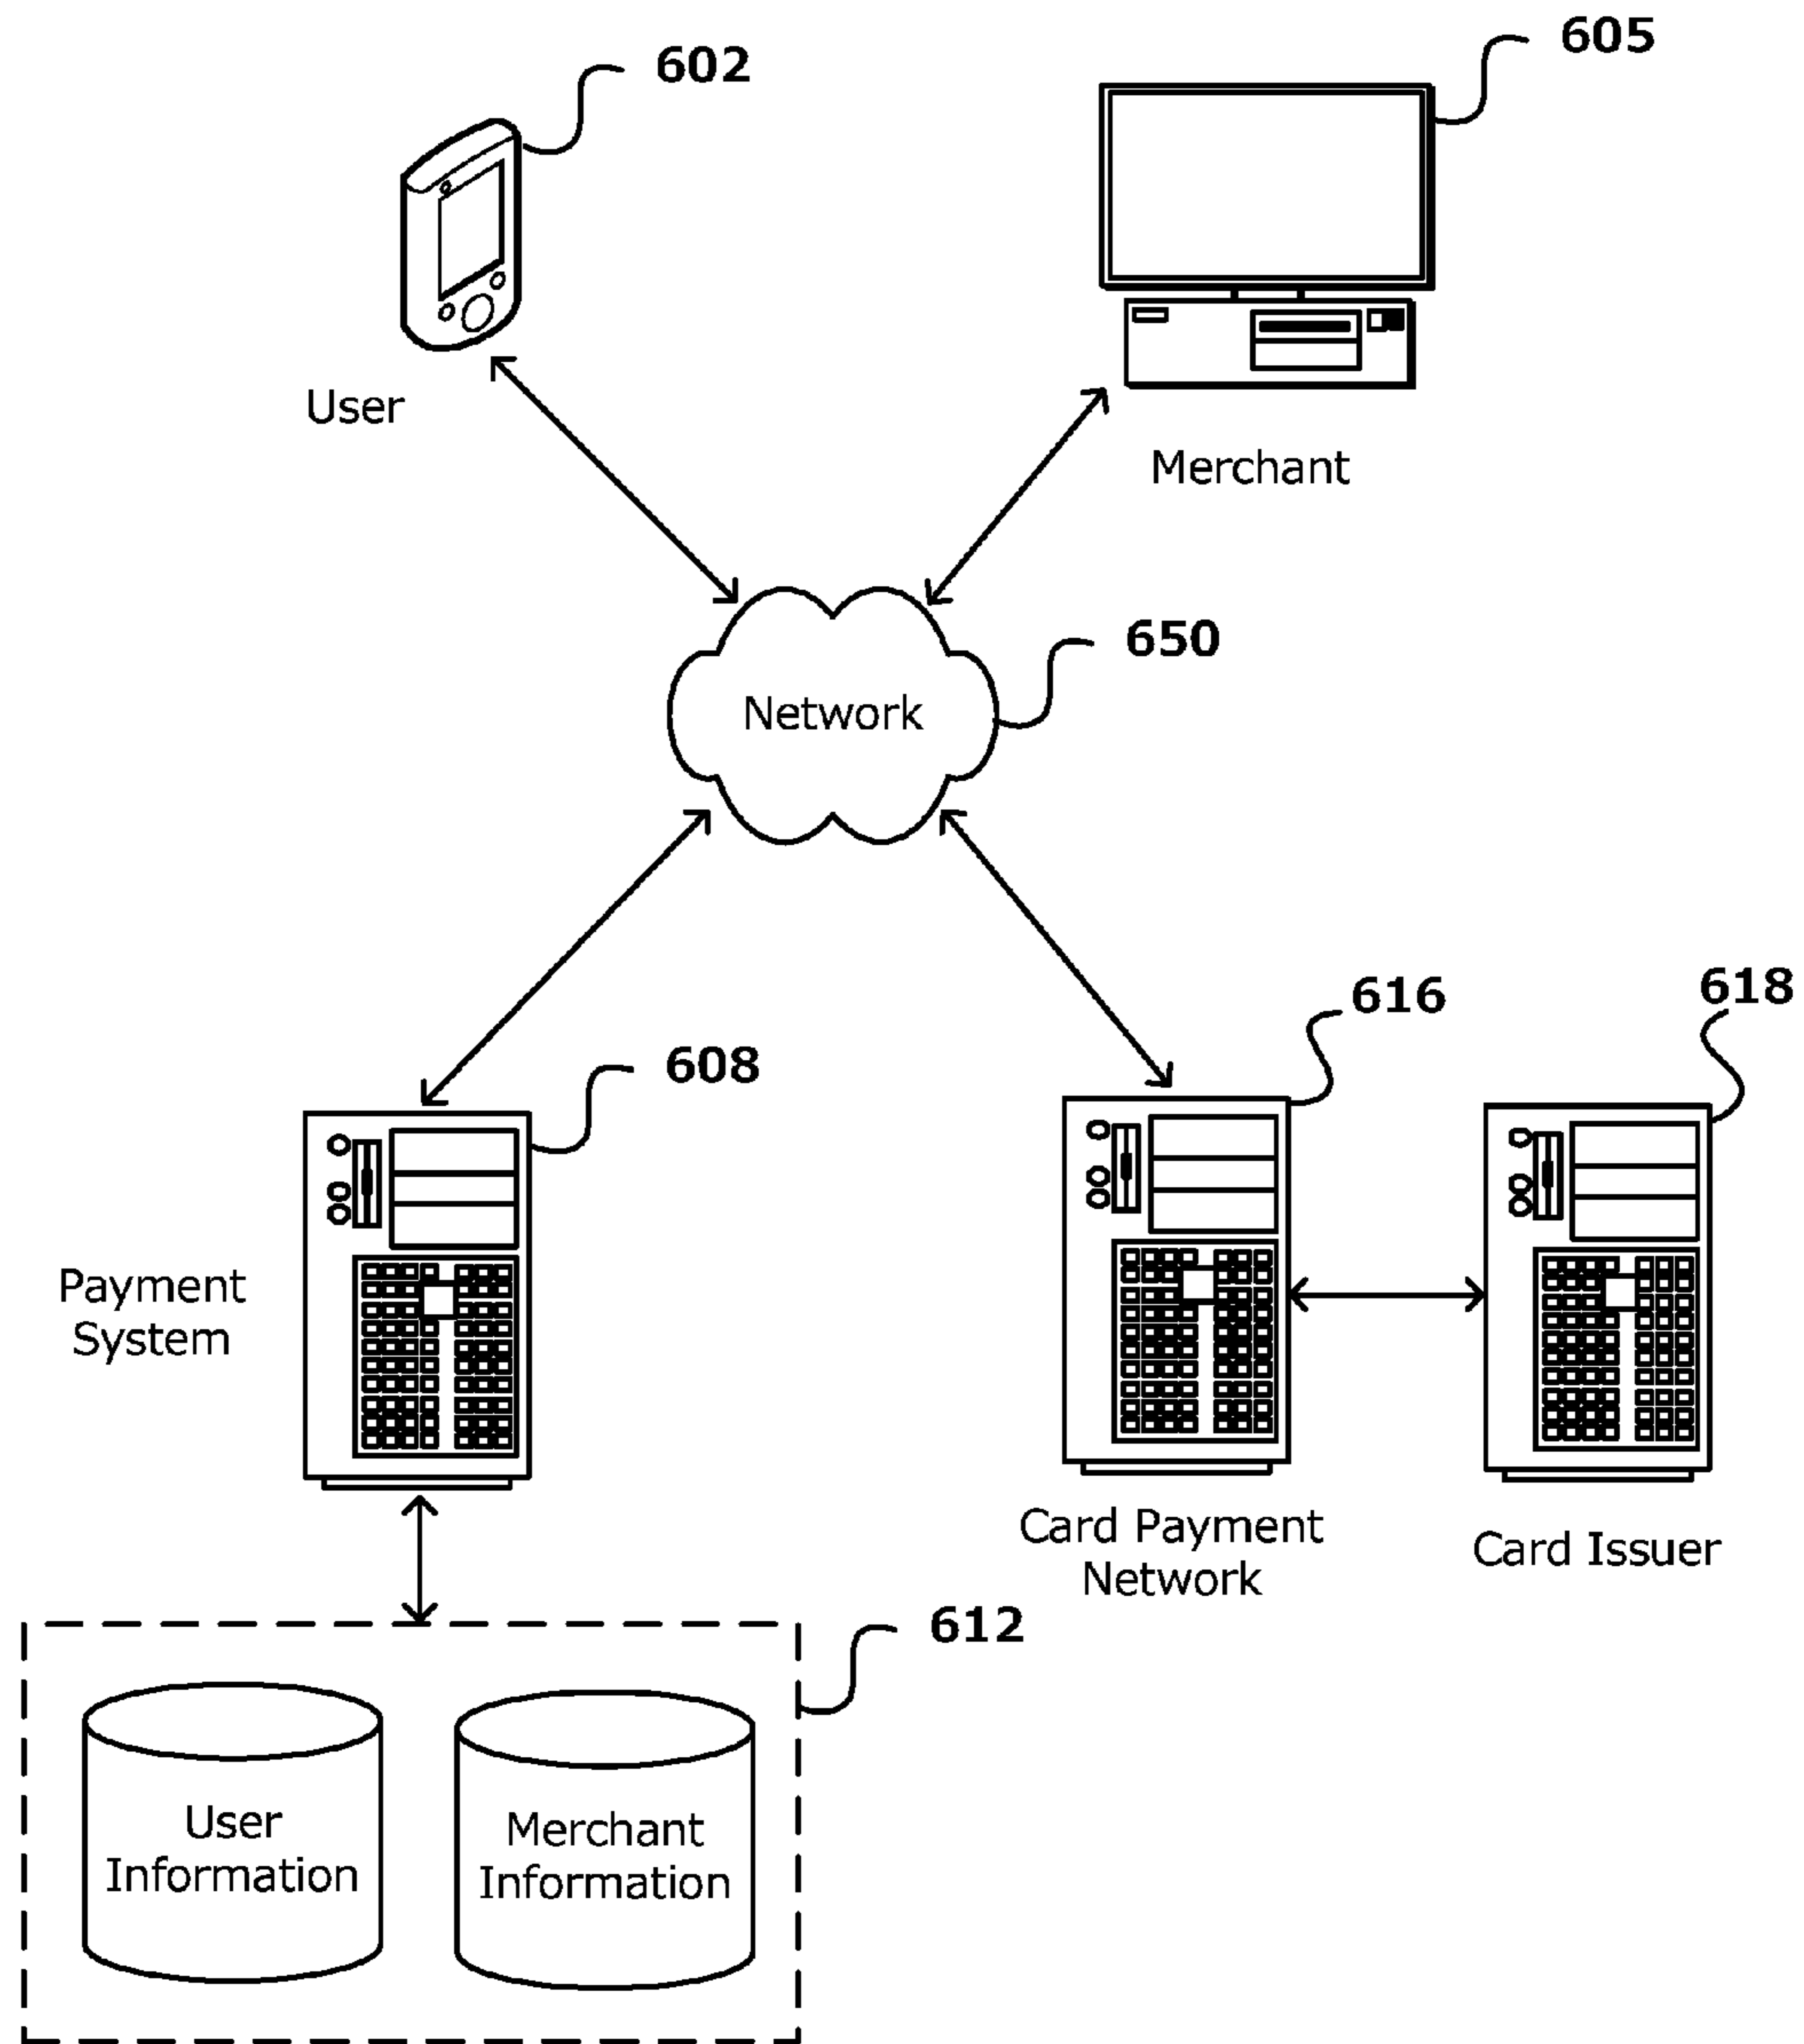 602
605
User
Merchant
650
Network
616
618
608
Payment
System
Card Payment
Network
Card Issuer
612
User
Information
Merchant
Information